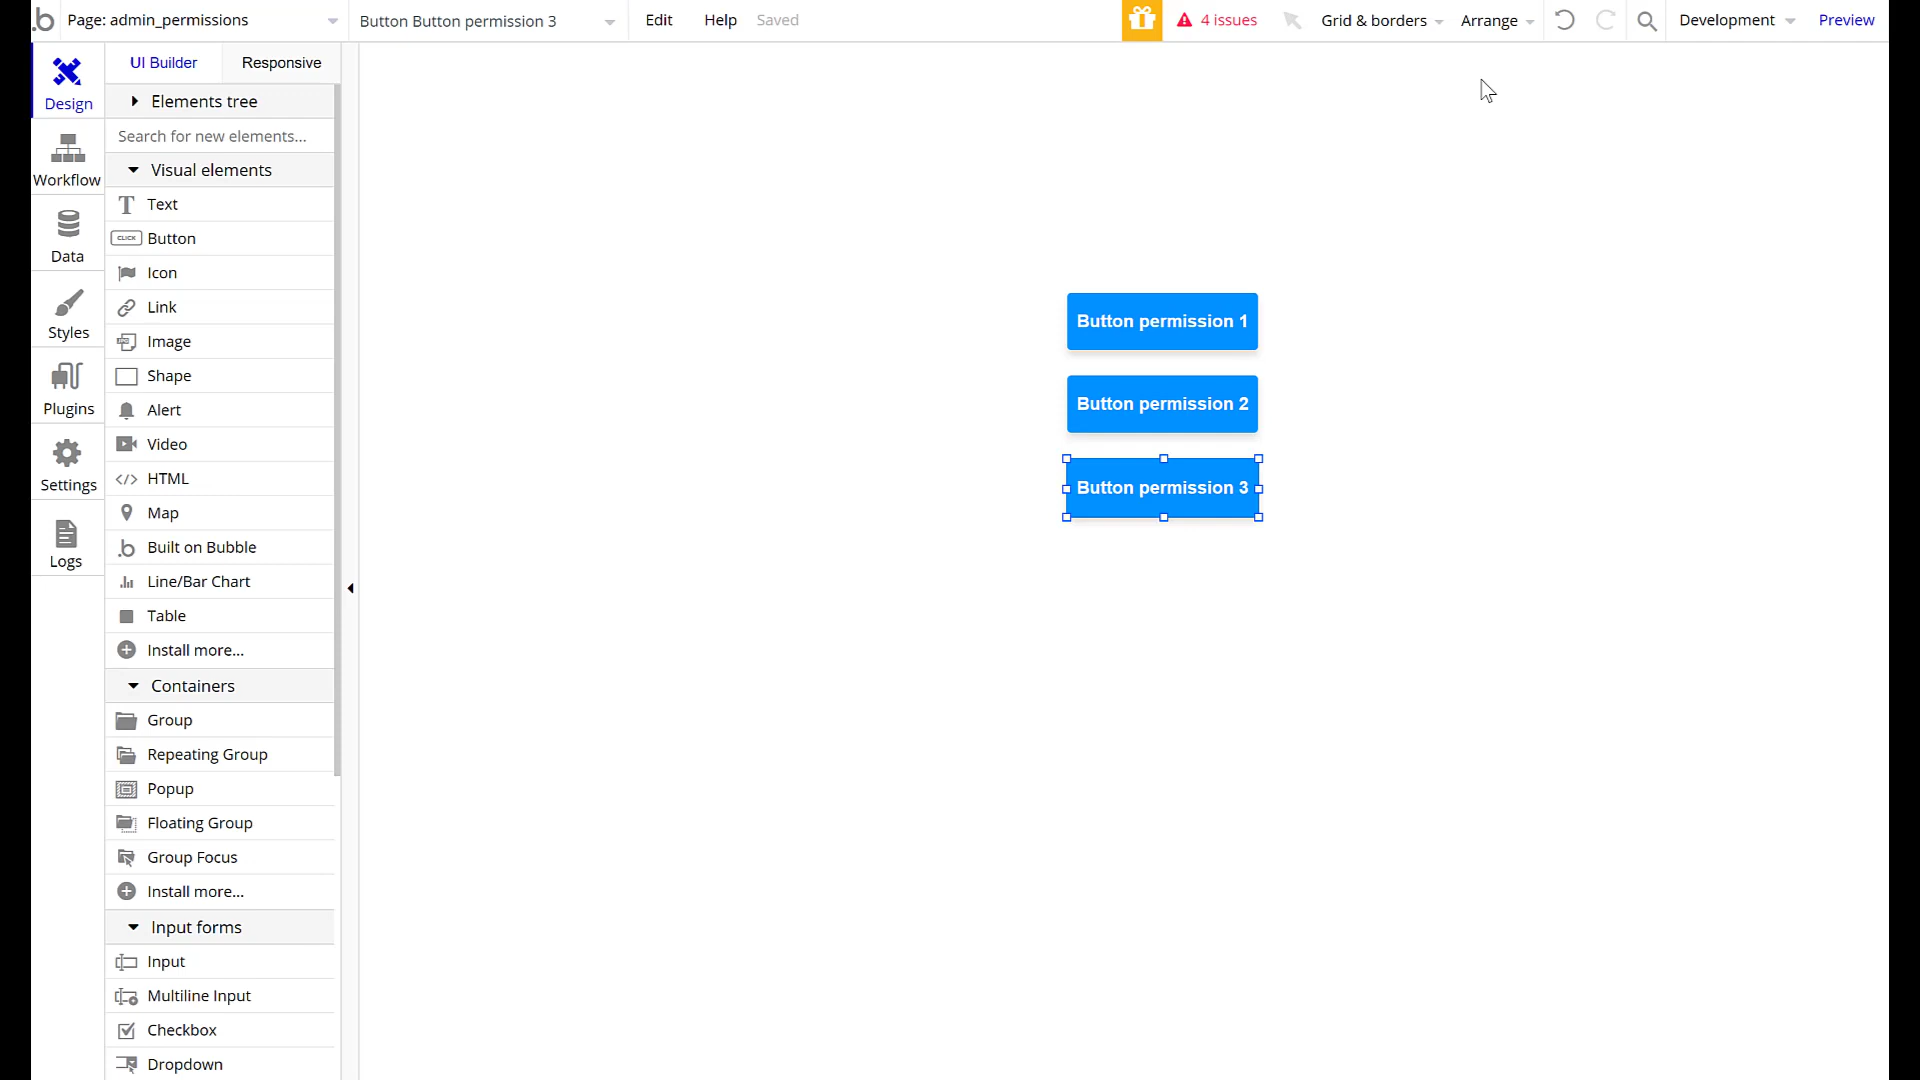 Page: admin_permissions
Button Button permission 3
Edit
Help
Saved
4 issues
Grid & borders
Arrange
Development
Preview
UI Builder
Responsive
Design
Workflow
Data
Styles
Plugins
Settings
Logs
Elements tree
Search for new elements...
Visual elements
Text
CLICK Button
Icon
Link
Image
Shape
Alert
Video
HTML
Map
Built on Bubble
Line/Bar Chart
Table
Install more...
Containers
Group
Repeating Group
Popup
Floating Group
Group Focus
Install more...
Input forms
Input
Multiline Input
Checkbox
Dropdown
Button permission 1
Button permission 2
Button permission 3